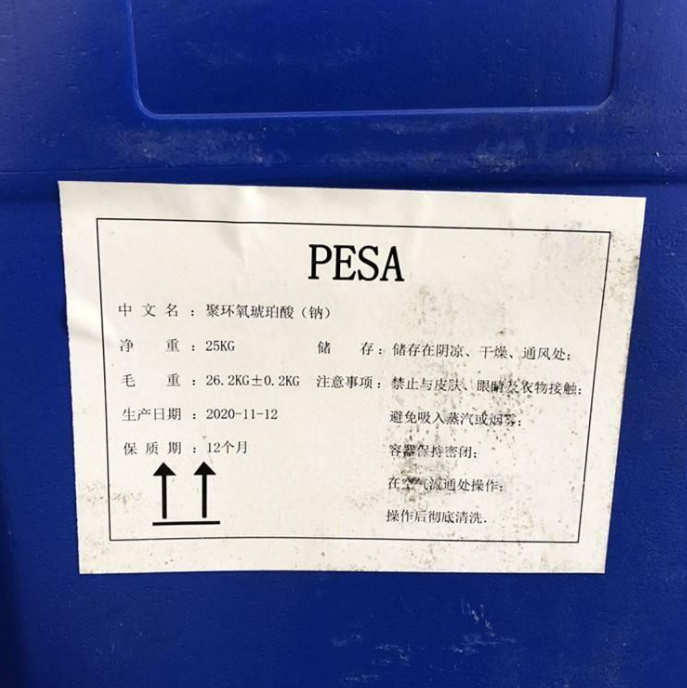 PESA
中文名：聚环氧琥珀酸（钠）
净重：25KG 储存：储存在阴凉、干燥、通风处；
毛重：26.2KG±0.2KG 注意事项：禁止与皮肤、眼睛及衣物接触；
生产日期：2020-11-12 避免吸入蒸汽或烟雾；
保质期：12个月 容器保持密闭；
在空气流通处操作；
操作后彻底清洗.